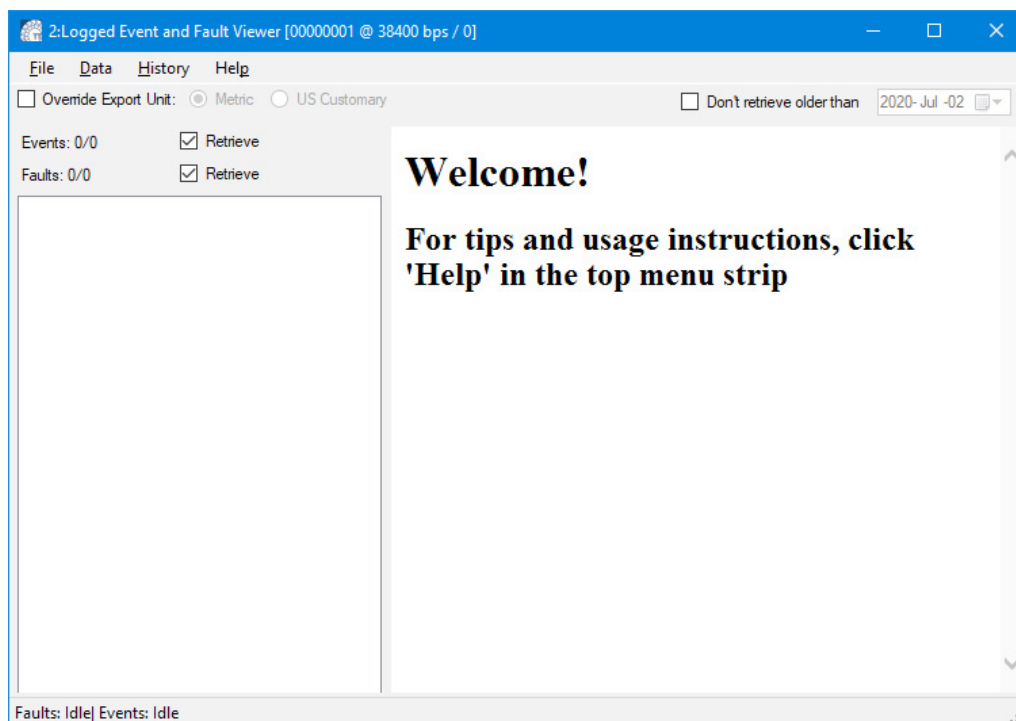 2:Logged Event and Fault Viewer [00000001 @ 38400 bps / 0]
File Data History Help
Override Export Unit: Metric US Customary Don't retrieve older than 2020- Jul -02
Events: 0/0 Retrieve
Faults: 0/0 Retrieve
Welcome!
For tips and usage instructions, click
'Help' in the top menu strip
Faults: Idle| Events: Idle